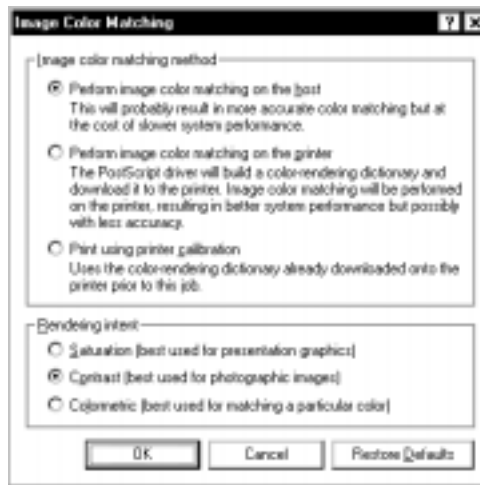 Image Color Matching
Image color matching method
Perform image color matching on the host
This will probably result in more accurate color matching but at
the cost of slower system performance.
Perform image color matching on the printer
The PostScript driver will build a color-rendering dictionary and
download it to the printer. Image color matching will be performed
on the printer, resulting in better system performance but possibly
with less accuracy.
Print using printer calibration
Uses the color-rendering dictionary already downloaded onto the
printer prior to this job.
Rendering intent
Saturation (best used for presentation graphics)
Contrast (best used for photographic images)
Colormetric (best used for matching a particular color)
OK Cancel Restore Defaults